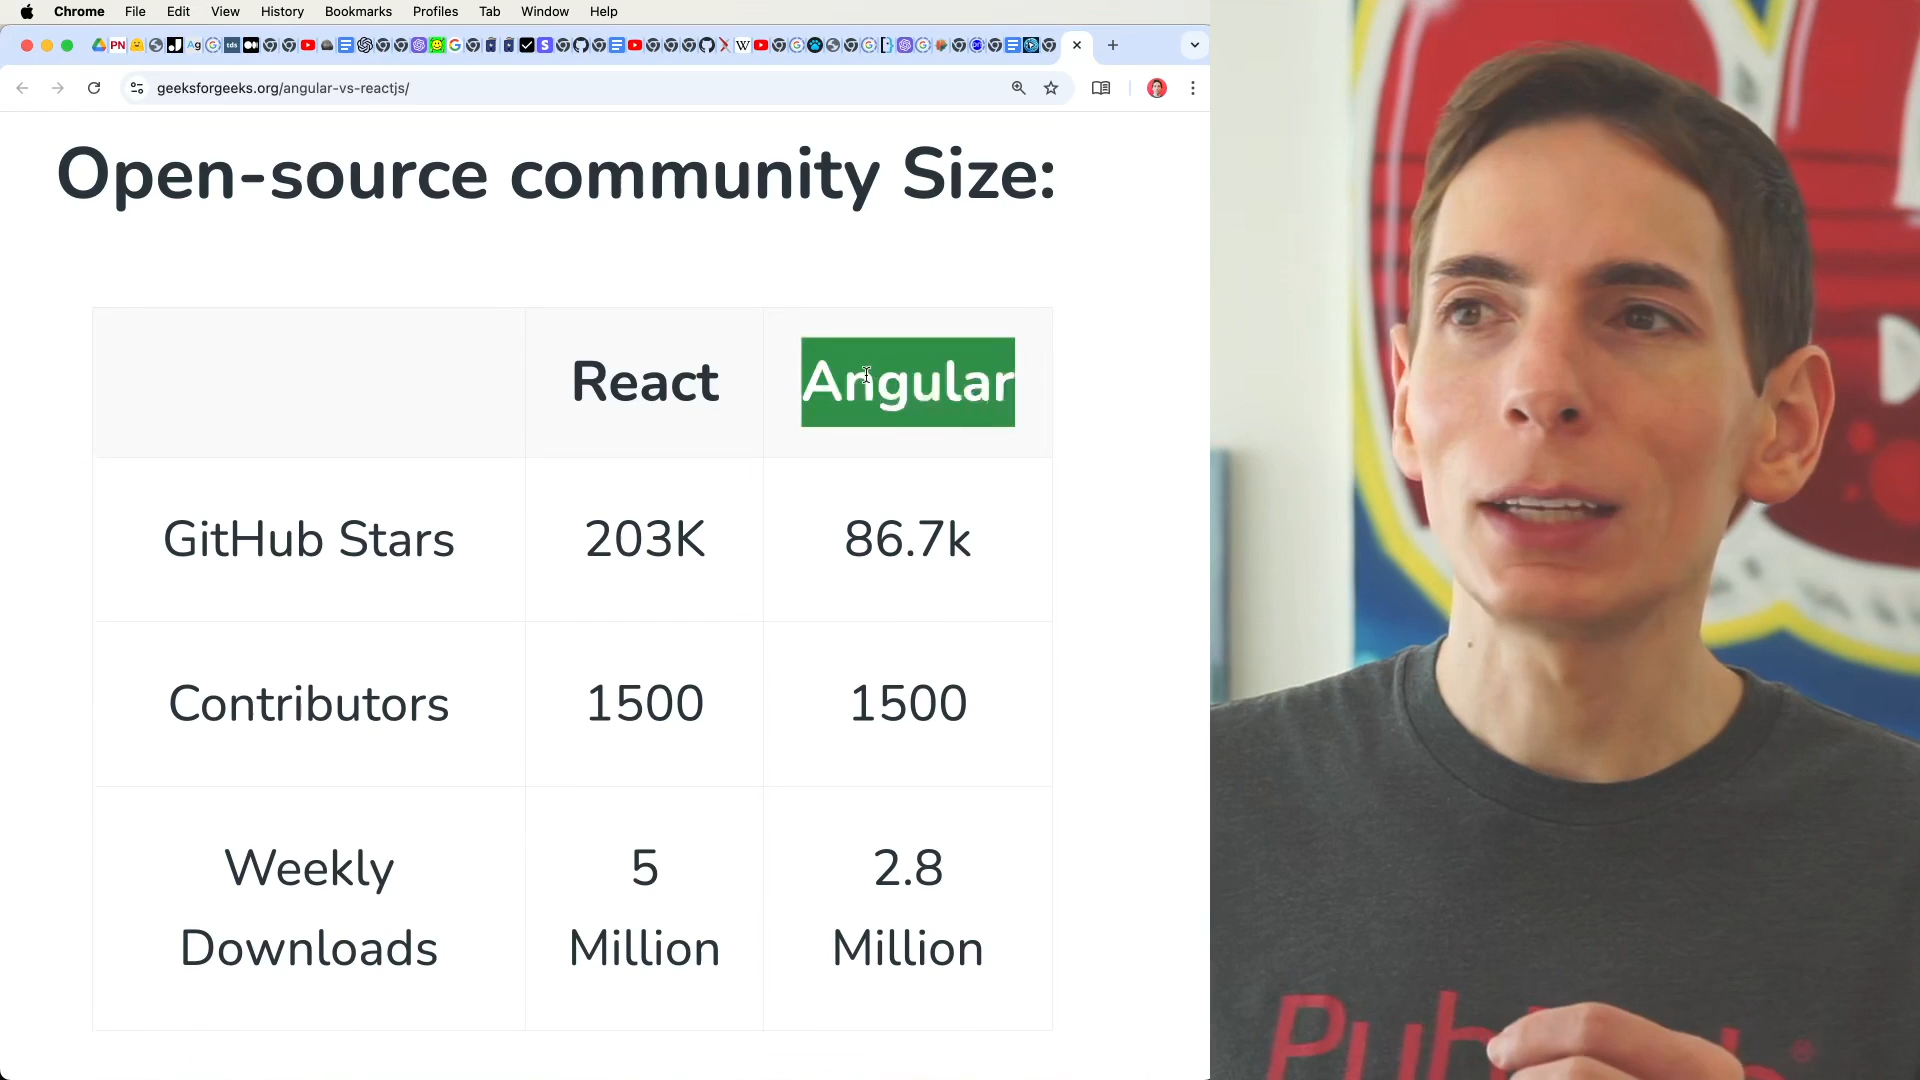 Chrome File Edit View History Bookmarks Profiles Tab Window Help
geeksforgeeks.org/angular-vs-reactjs/
Open-source community Size:
React Angular
GitHub Stars 203K 86.7k
Contributors 1500 1500
Weekly Downloads 5 Million 2.8 Million